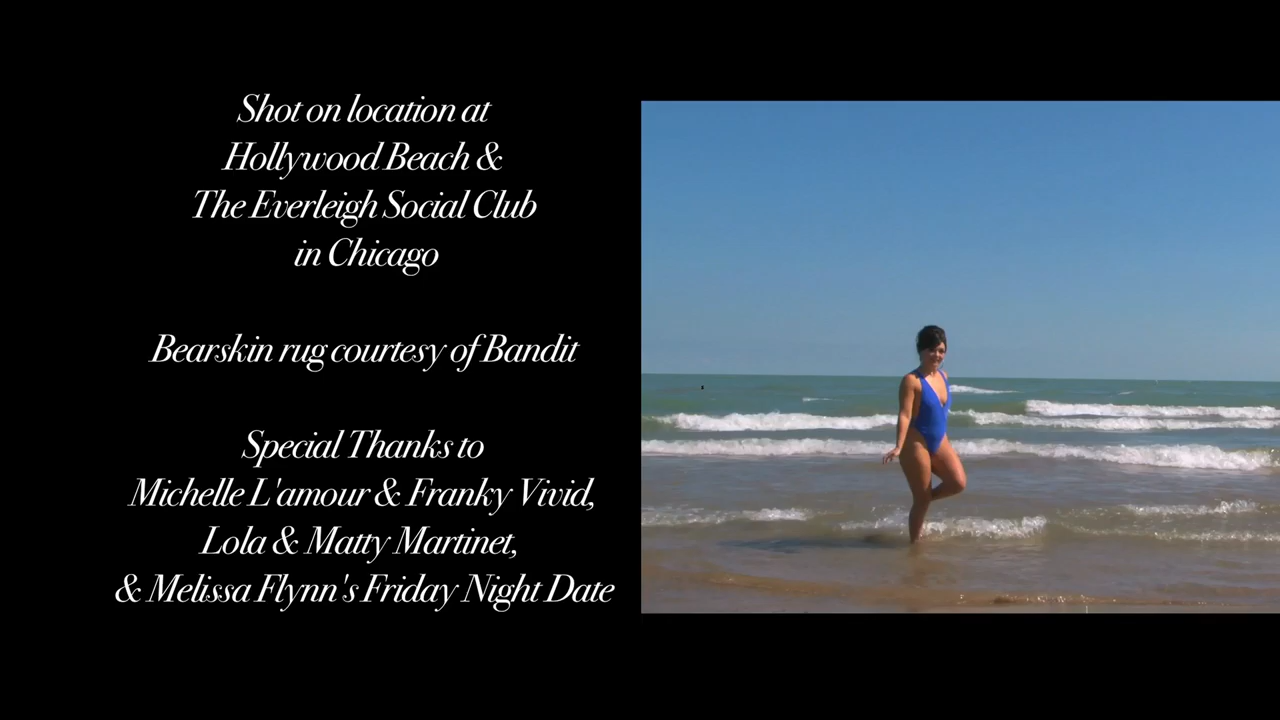 Shot on location at
Hollywood Beach &
The Everleigh Social Club
in Chicago
Bearskin rug courtesy of Bandit
Special Thanks to
Michelle L'amour & Franky Vivid,
Lola & Matty Martinet,
& Melissa Flynn's Friday Night Date